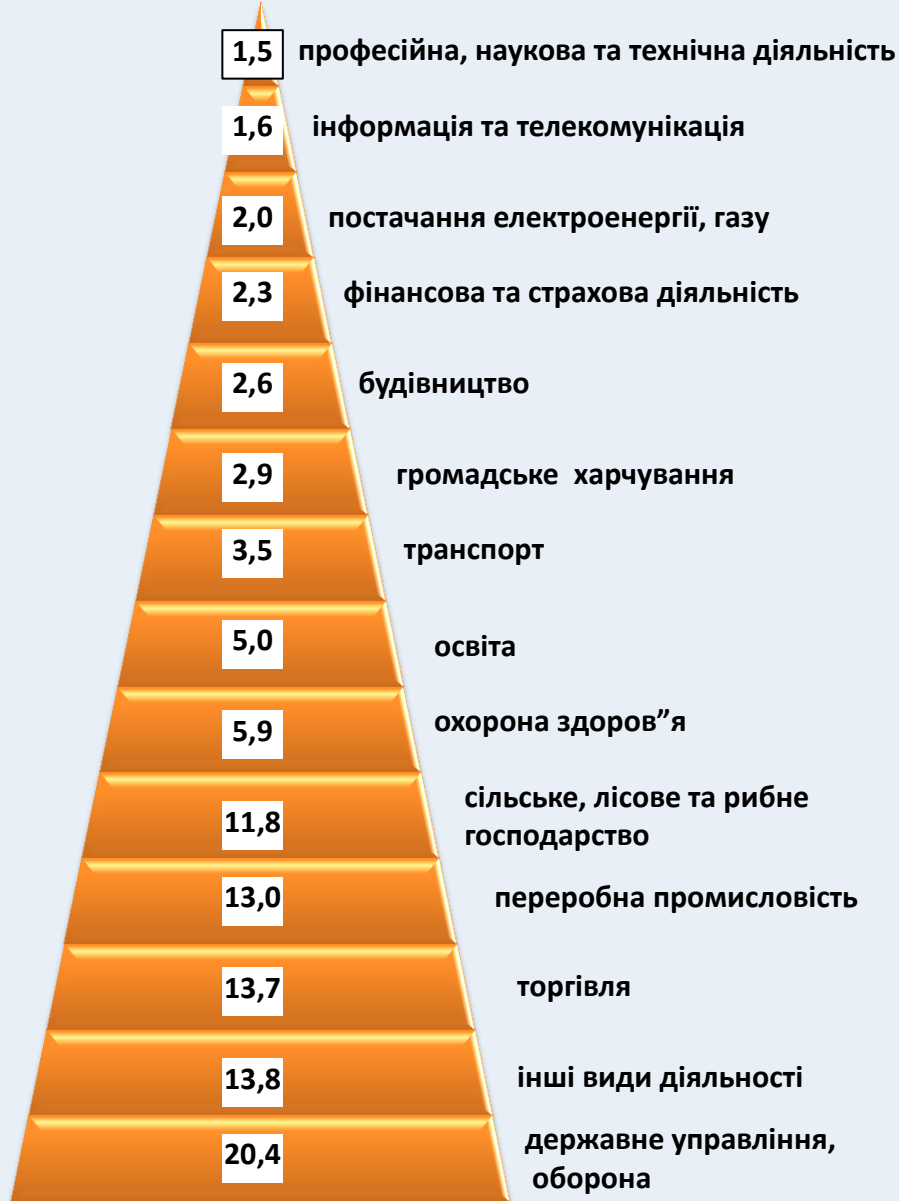 1,5 професійна, наукова та технічна діяльність
1,6 інформація та телекомунікація
2,0 постачання електроенергії, газу
2,3 фінансова та страхова діяльність
2,6 будівництво
2,9 громадське  харчування
3,5 транспорт
5,0 освіта
5,9 охорона здоров”я
11,8 сільське, лісове та рибне
господарство
13,0 переробна промисловість
13,7 торгівля
13,8 інші види діяльності
20,4 державне управління,
оборона